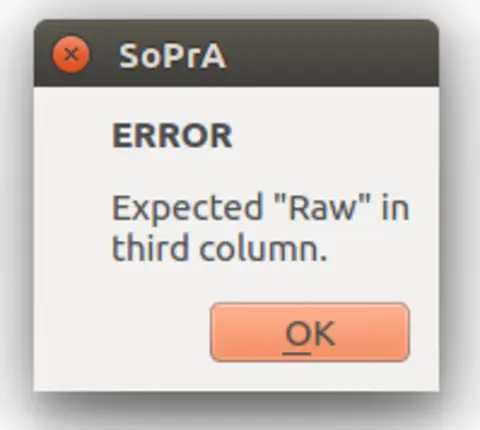 SoPrA
ERROR
Expected "Raw" in
third column.
OK